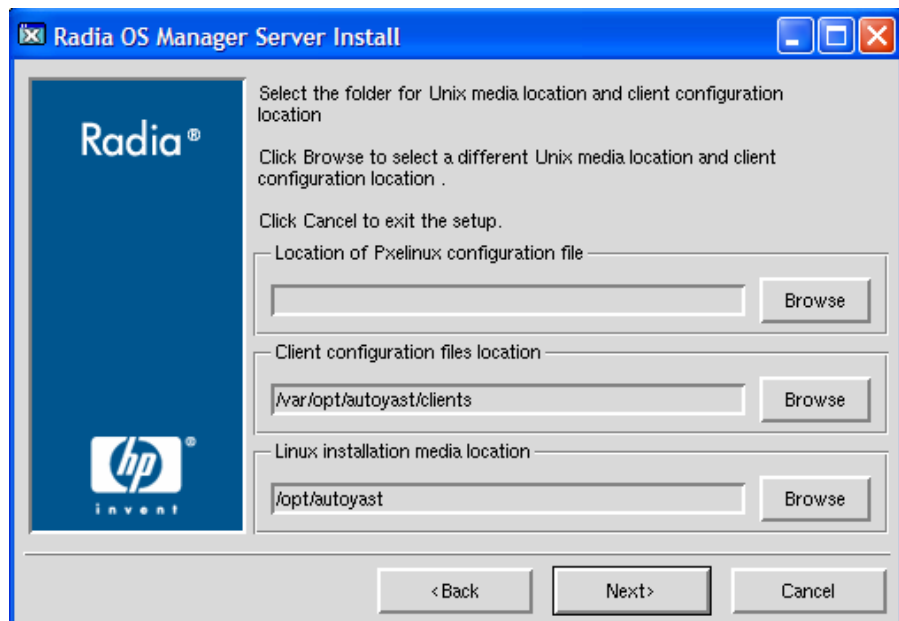 Radia OS Manager Server Install
Radia®
Select the folder for Unix media location and client configuration
location
Click Browse to select a different Unix media location and client
configuration location .
Click Cancel to exit the setup.
Location of Pxelinux configuration file
Browse
Client configuration files location
/var/opt/autoyast/clients
Browse
Linux installation media location
/opt/autoyast
Browse
hp®
invent
<Back
Next>
Cancel